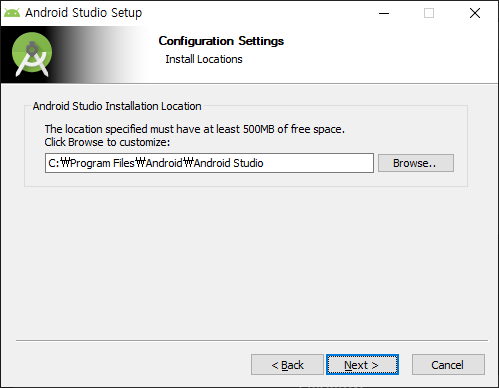 Android Studio Setup
Configuration Settings
Install Locations
Android Studio Installation Location
The location specified must have at least 500MB of free space.
Click Browse to customize:
C:₩Program Files₩Android₩Android Studio
Browse..
< Back
Next >
Cancel